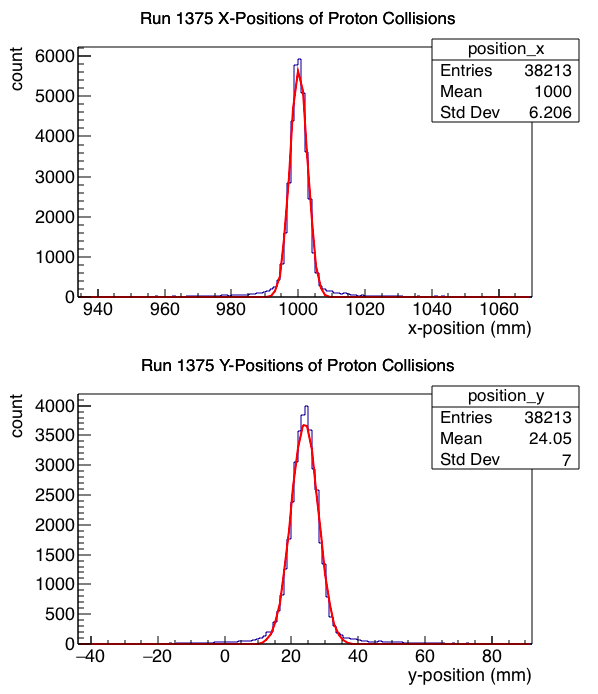 Run 1375 X-Positions of Proton Collisions
position_x
Entries 38213
Mean 1000
Std Dev 6.206
count
6000
5000
4000
3000
2000
1000
0
940 960 980 1000 1020 1040 1060
x-position (mm)
Run 1375 Y-Positions of Proton Collisions
position_y
Entries 38213
Mean 24.05
Std Dev 7
count
4000
3500
3000
2500
2000
1500
1000
500
0
−40 −20 0 20 40 60 80
y-position (mm)